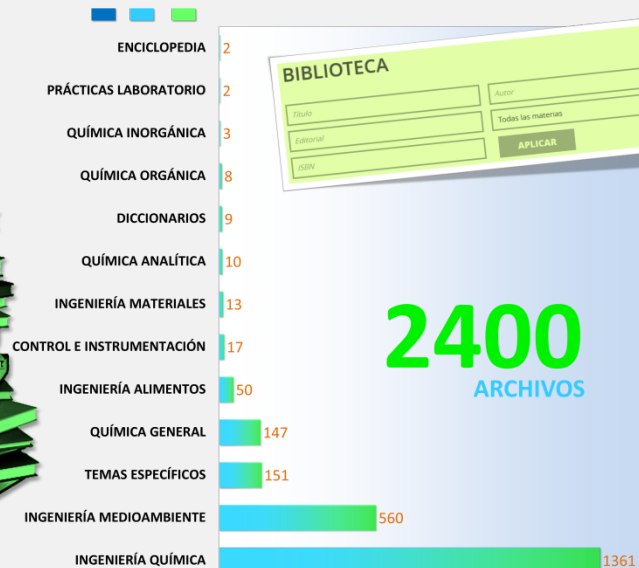 ENCICLOPEDIA 2
PRÁCTICAS LABORATORIO 2
QUÍMICA INORGÁNICA 3
QUÍMICA ORGÁNICA 8
DICCIONARIOS 9
QUÍMICA ANALÍTICA 10
INGENIERÍA MATERIALES 13
CONTROL E INSTRUMENTACIÓN 17
INGENIERÍA ALIMENTOS 50
QUÍMICA GENERAL 147
TEMAS ESPECÍFICOS 151
INGENIERÍA MEDIOAMBIENTE 560
INGENIERÍA QUÍMICA 1361
BIBLIOTECA
Título
Autor
Editorial
Todas las materias
ISBN
APLICAR
2400
ARCHIVOS